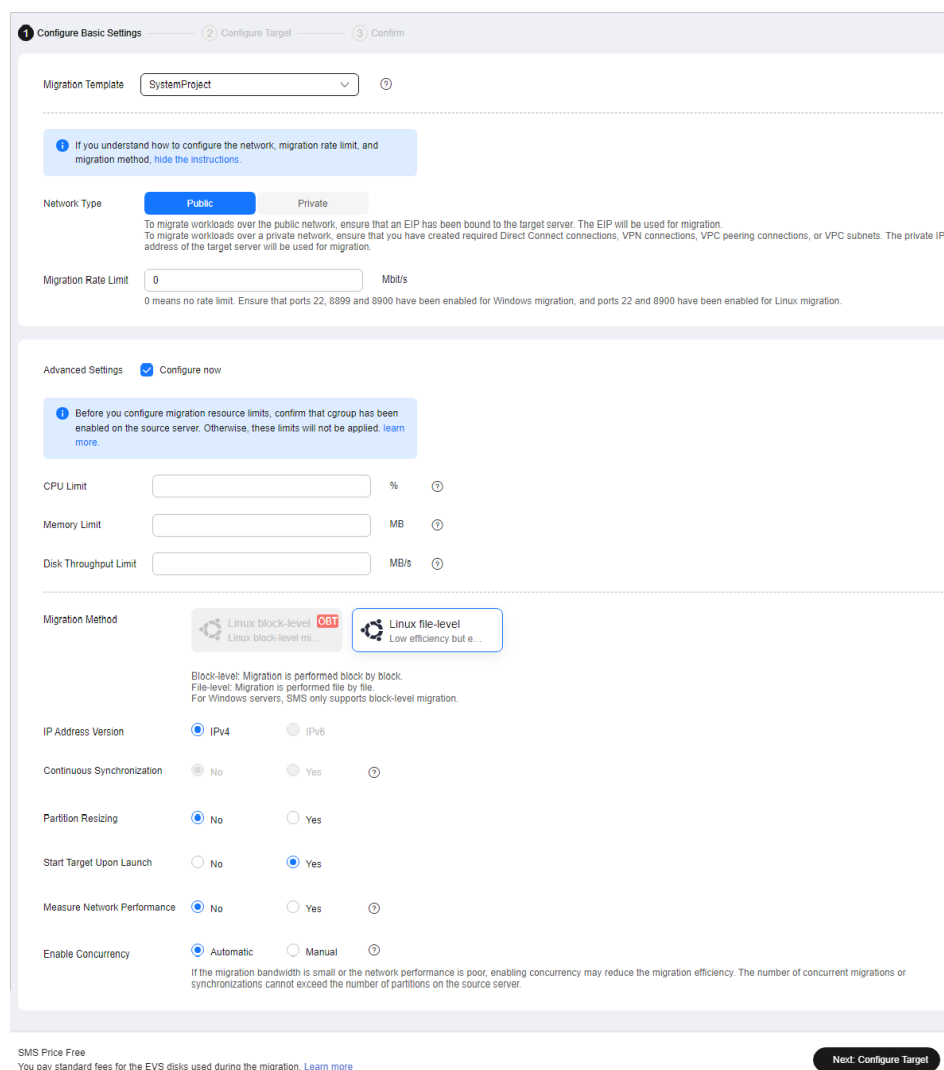 1 Configure Basic Settings 2 Configure Target 3 Confirm
Migration Template SystemProject ?
i If you understand how to configure the network, migration rate limit, and
migration method, hide the instructions.
Network Type Public Private
To migrate workloads over the public network, ensure that an EIP has been bound to the target server. The EIP will be used for migration.
To migrate workloads over a private network, ensure that you have created required Direct Connect connections, VPN connections, VPC peering connections, or VPC subnets. The private IP
address of the target server will be used for migration.
Migration Rate Limit 0 Mbit/s
0 means no rate limit. Ensure that ports 22, 8899 and 8900 have been enabled for Windows migration, and ports 22 and 8900 have been enabled for Linux migration.
Advanced Settings Configure now
i Before you configure migration resource limits, confirm that cgroup has been
enabled on the source server. Otherwise, these limits will not be applied. learn
more.
CPU Limit % ?
Memory Limit MB ?
Disk Throughput Limit MB/s ?
Migration Method Linux block-level OBT Linux file-level
Linux block-level mi... Low efficiency but e...
Block-level: Migration is performed block by block.
File-level: Migration is performed file by file.
For Windows servers, SMS only supports block-level migration.
IP Address Version IPv4 IPv6
Continuous Synchronization No Yes ?
Partition Resizing No Yes
Start Target Upon Launch No Yes
Measure Network Performance No Yes ?
Enable Concurrency Automatic Manual ?
If the migration bandwidth is small or the network performance is poor, enabling concurrency may reduce the migration efficiency. The number of concurrent migrations or
synchronizations cannot exceed the number of partitions on the source server.
SMS Price Free
You pay standard fees for the EVS disks used during the migration. Learn more
Next: Configure Target